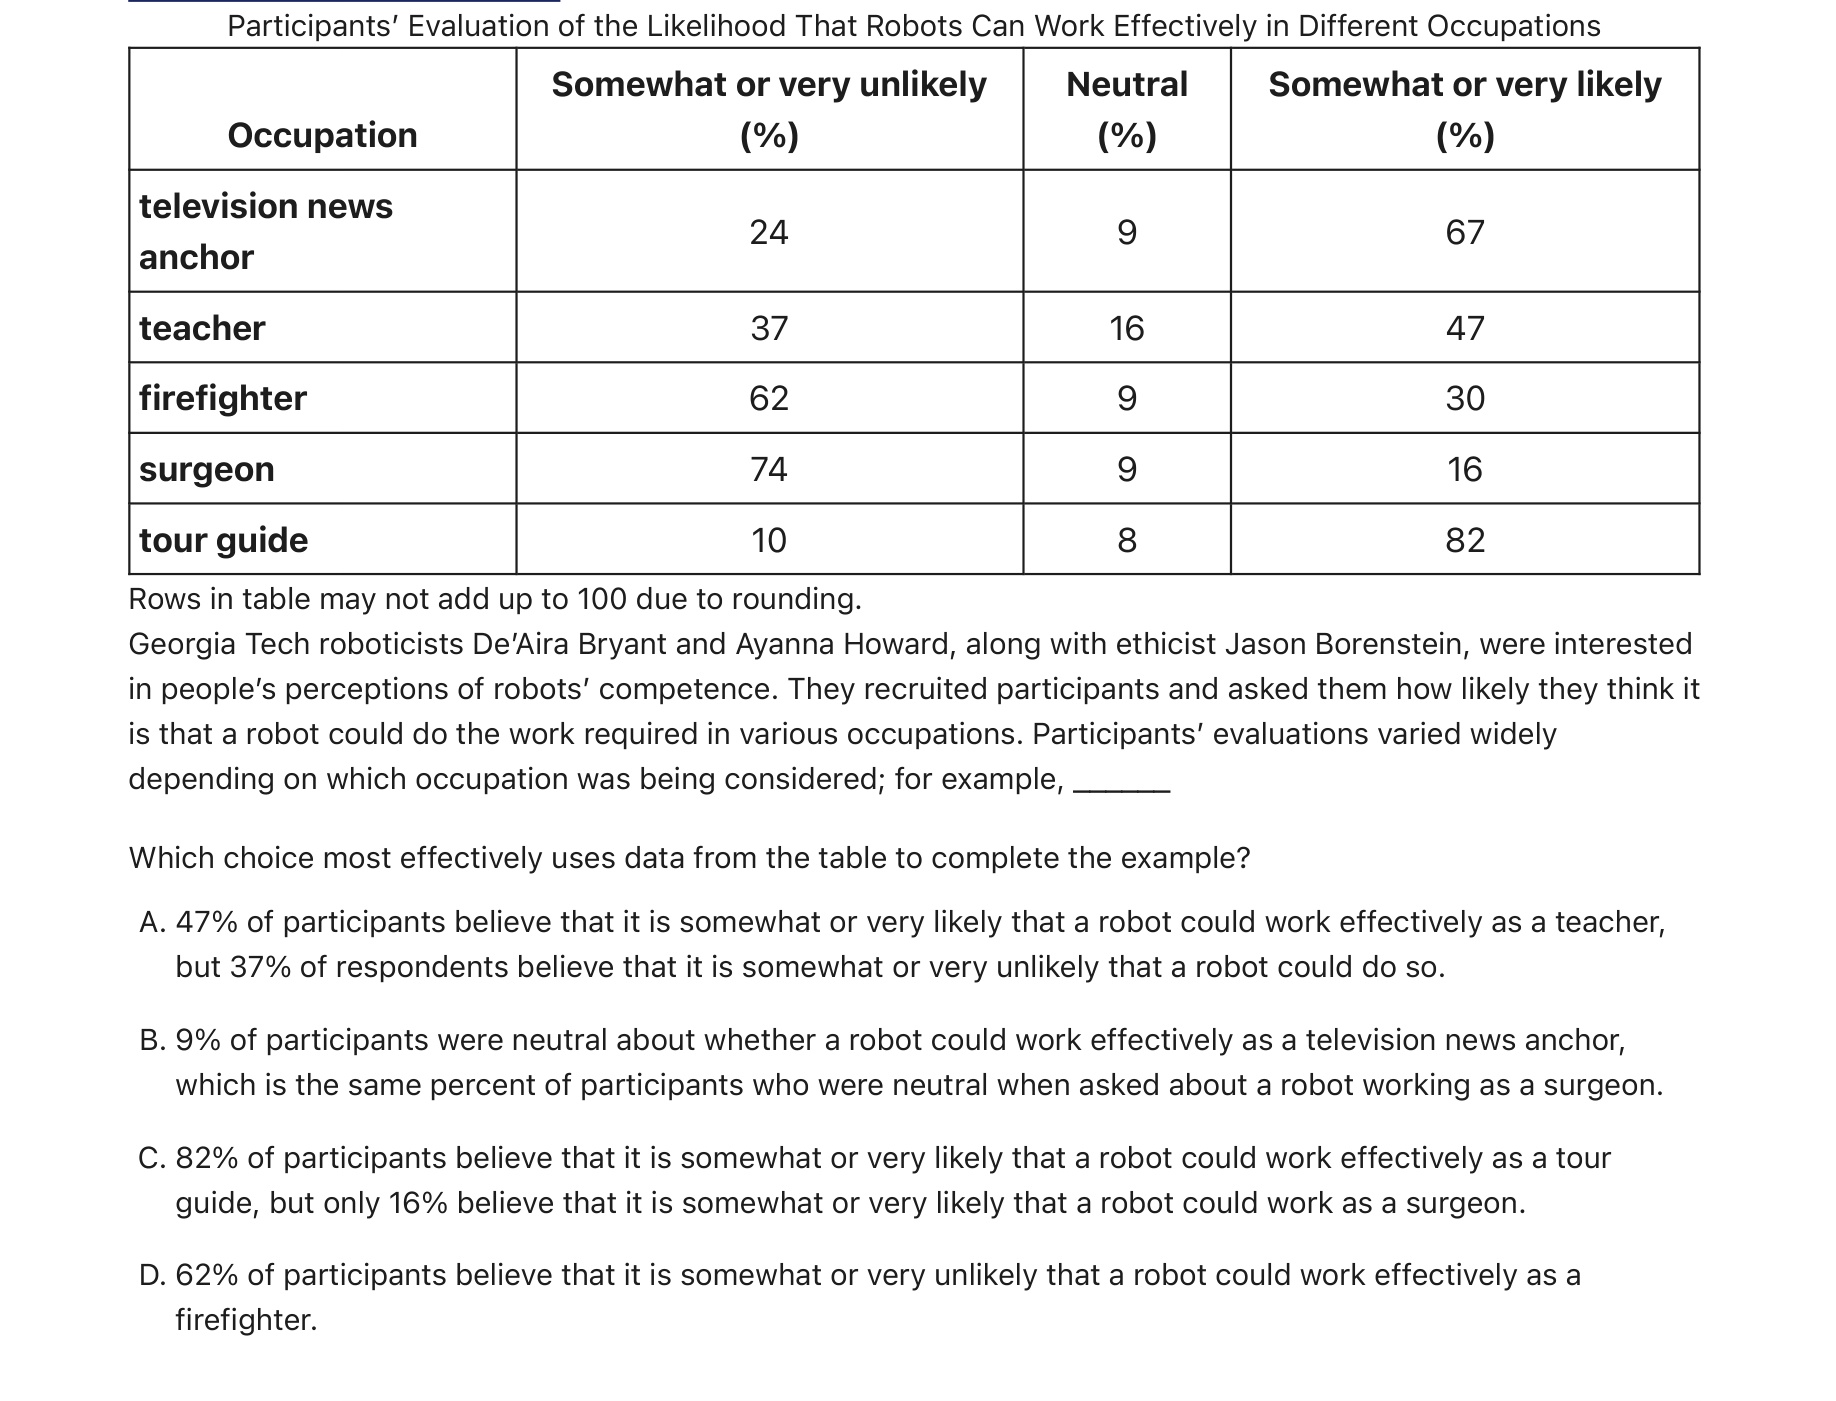 Participants’ Evaluation of the Likelihood That Robots Can Work Effectively in Different Occupations
Occupation Somewhat or very unlikely (%) Neutral (%) Somewhat or very likely (%)
television news anchor 24 9 67
teacher 37 16 47
firefighter 62 9 30
surgeon 74 9 16
tour guide 10 8 82
Rows in table may not add up to 100 due to rounding.
Georgia Tech roboticists De’Aira Bryant and Ayanna Howard, along with ethicist Jason Borenstein, were interested
in people’s perceptions of robots’ competence. They recruited participants and asked them how likely they think it
is that a robot could do the work required in various occupations. Participants’ evaluations varied widely
depending on which occupation was being considered; for example, ______
Which choice most effectively uses data from the table to complete the example?
A. 47% of participants believe that it is somewhat or very likely that a robot could work effectively as a teacher,
but 37% of respondents believe that it is somewhat or very unlikely that a robot could do so.
B. 9% of participants were neutral about whether a robot could work effectively as a television news anchor,
which is the same percent of participants who were neutral when asked about a robot working as a surgeon.
C. 82% of participants believe that it is somewhat or very likely that a robot could work effectively as a tour
guide, but only 16% believe that it is somewhat or very likely that a robot could work as a surgeon.
D. 62% of participants believe that it is somewhat or very unlikely that a robot could work effectively as a
firefighter.